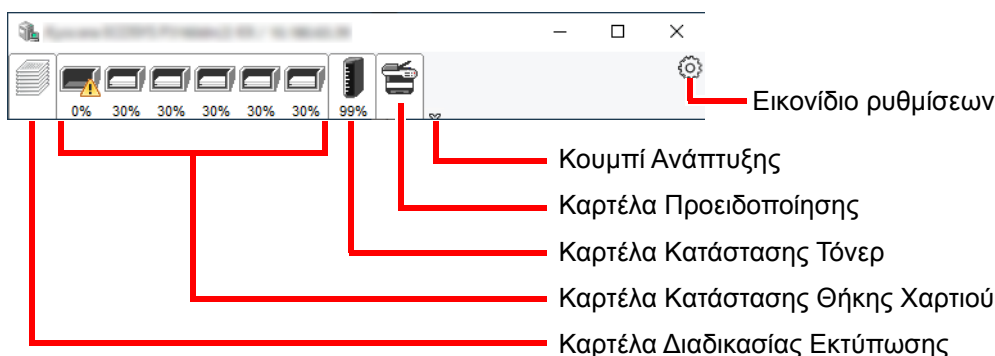 0% 30% 30% 30% 30% 30% 99%
Εικονίδιο ρυθμίσεων
Κουμπί Ανάπτυξης
Καρτέλα Προειδοποίησης
Καρτέλα Κατάστασης Τόνερ
Καρτέλα Κατάστασης Θήκης Χαρτιού
Καρτέλα Διαδικασίας Εκτύπωσης